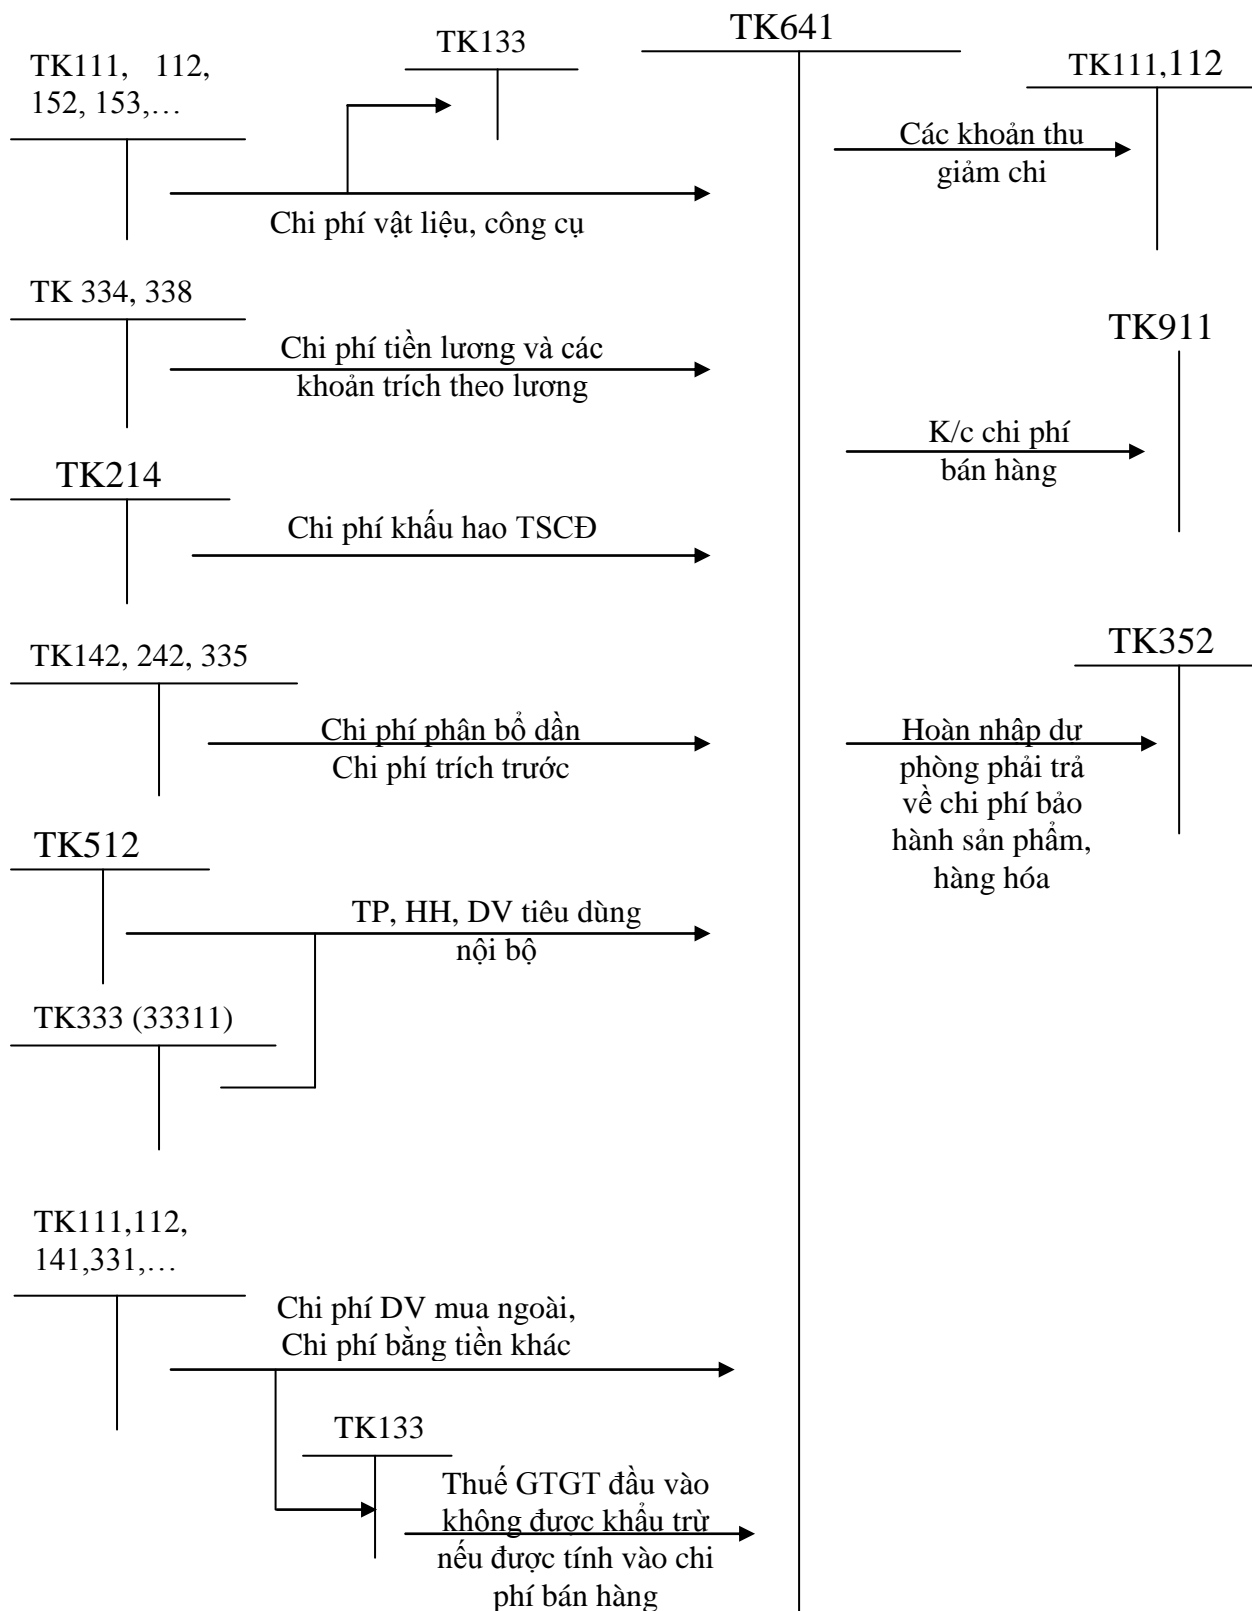 TK641
TK133
TK111, 112,
152, 153,…
TK111,112
Các khoản thu
giảm chi
Chi phí vật liệu, công cụ
TK 334, 338
TK911
Chi phí tiền lương và các
khoản trích theo lương
K/c chi phí
bán hàng
TK214
Chi phí khấu hao TSCĐ
TK142, 242, 335
TK352
Chi phí phân bổ dần
Chi phí trích trước
Hoàn nhập dự
phòng phải trả
về chi phí bảo
hành sản phẩm,
hàng hóa
TK512
TP, HH, DV tiêu dùng
nội bộ
TK333 (33311)
TK111,112,
141,331,…
Chi phí DV mua ngoài,
Chi phí bằng tiền khác
TK133
Thuế GTGT đầu vào
không được khẩu trừ
nếu được tính vào chi
phí bán hàng